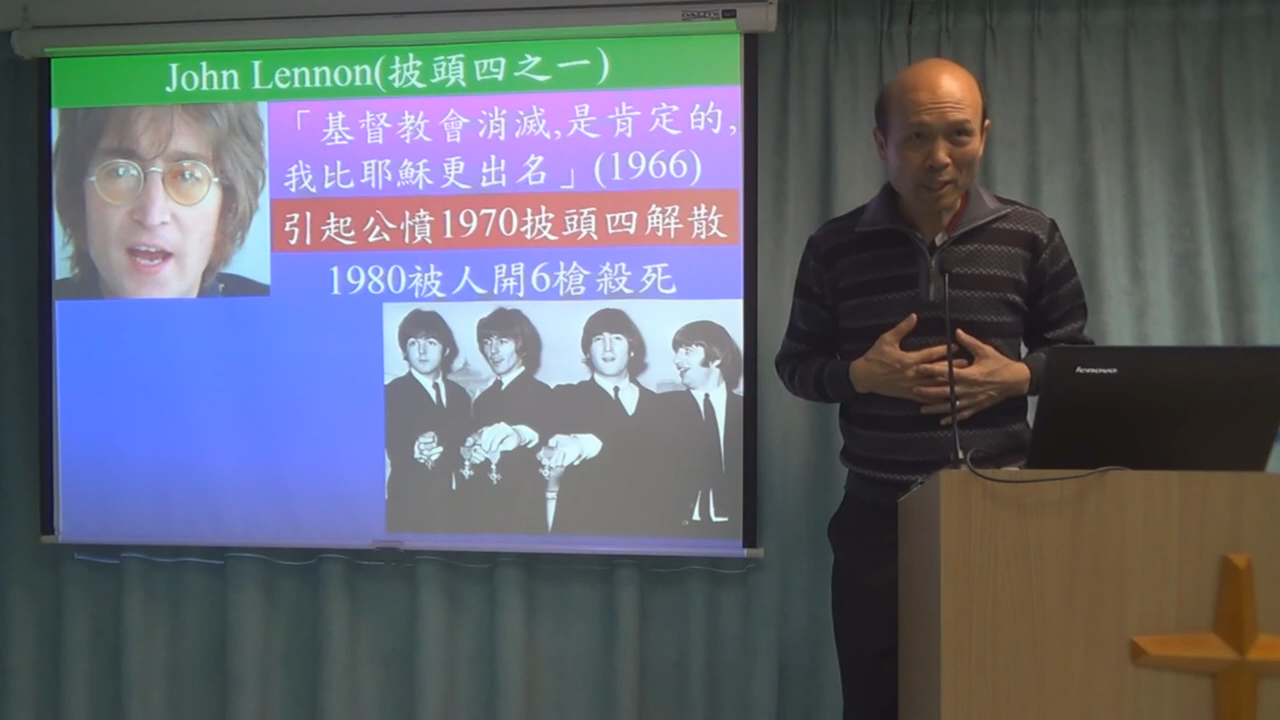 John Lennon(披頭四之一)
「基督教會消滅,是肯定的,
我比耶穌更出名」(1966)
引起公憤1970披頭四解散
1980被人開6槍殺死
lenovo